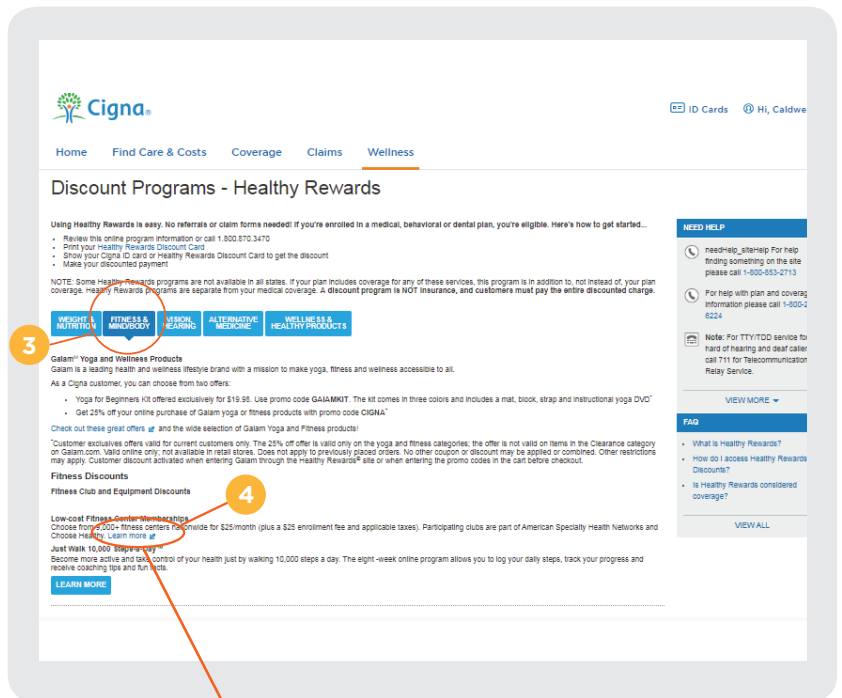 Cigna®
ID Cards Hi, Caldwe
Home Find Care & Costs Coverage Claims Wellness
Discount Programs - Healthy Rewards
Using Healthy Rewards is easy. No referrals or claim forms needed! If you're enrolled in a medical, behavioral or dental plan, you're eligible. Here's how to get started...
• Review this online program information or call 1.800.870.3470
• Print your Healthy Rewards Discount Card
• Show your Cigna ID card or Healthy Rewards Discount Card to get the discount
• Make your discounted payment
NOTE: Some Healthy Rewards programs are not available in all states. If your plan includes coverage for any of these services, this program is in addition to, not instead of, your plan
coverage. Healthy Rewards programs are separate from your medical coverage. A discount program is NOT insurance, and customers must pay the entire discounted charge.
WEIGHT &
NUTRITION
FITNESS &
MIND/BODY
VISION,
HEARING
ALTERNATIVE
MEDICINE
WELLNESS &
HEALTHY PRODUCTS
3
Gaiam℠ Yoga and Wellness Products
Gaiam is a leading health and wellness lifestyle brand with a mission to make yoga, fitness and wellness accessible to all.
As a Cigna customer, you can choose from two offers:
• Yoga for Beginners Kit offered exclusively for $19.98. Use promo code GAIAMKIT. The kit comes in three colors and includes a mat, block, strap and instructional yoga DVD*
• Get 25% off your online purchase of Gaiam yoga or fitness products with promo code CIGNA*
Check out these great offers and the wide selection of Gaiam Yoga and Fitness products!
*Customer exclusives offers valid for current customers only. The 25% off offer is valid only on the yoga and fitness categories; the offer is not valid on items in the Clearance category
on Gaiam.com. Valid online only; not available in retail stores. Does not apply to previously placed orders. No other coupon or discount may be applied or combined. Other restrictions
may apply. Customer discount activated when entering Gaiam through the Healthy Rewards® site or when entering the promo codes in the cart before checkout.
Fitness Discounts
Fitness Club and Equipment Discounts
4
Low-cost Fitness Center Memberships
Choose from 9,000+ fitness centers nationwide for $25/month (plus a $25 enrollment fee and applicable taxes). Participating clubs are part of American Specialty Health Networks and
Choose Healthy. Learn more
Just Walk 10,000 Steps-a-Day™
Become more active and take control of your health just by walking 10,000 steps a day. The eight -week online program allows you to log your daily steps, track your progress and
receive coaching tips and fun facts.
LEARN MORE
NEED HELP
needHelp_siteHelp For help
finding something on the site
please call 1-800-853-2713
For help with plan and coverag
information please call 1-800-2
6224
Note: For TTY/TDD service for
hard of hearing and deaf caller
call 711 for Telecommunication
Relay Service.
VIEW MORE
FAQ
• What is Healthy Rewards?
• How do I access Healthy Rewards
Discounts?
• Is Healthy Rewards considered
coverage?
VIEW ALL